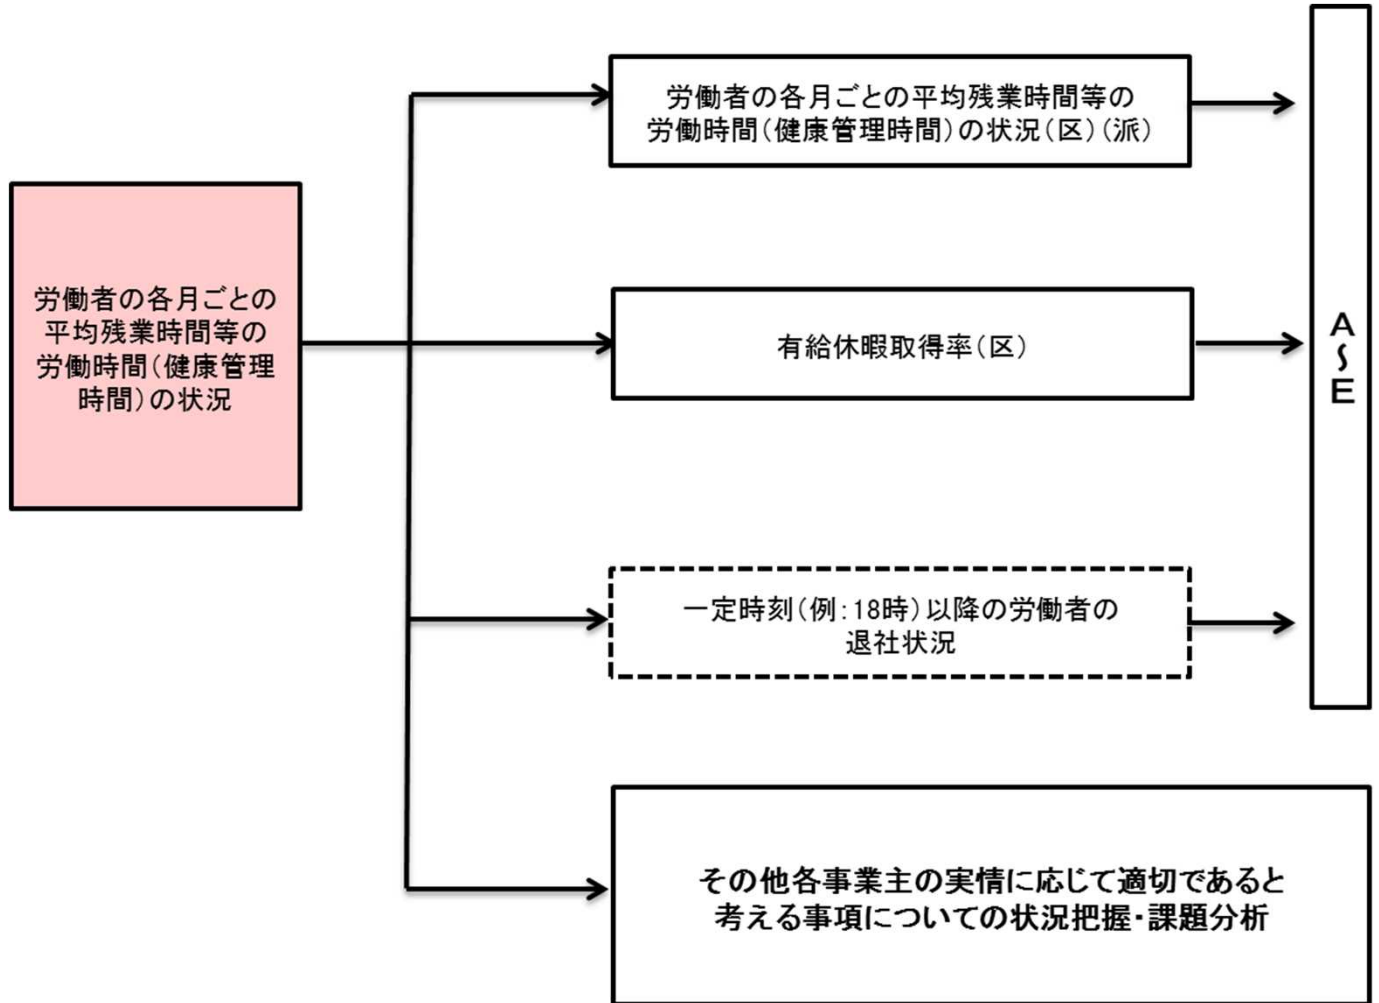 労働者の各月ごとの
平均残業時間等の
労働時間(健康管理
時間)の状況
労働者の各月ごとの平均残業時間等の
労働時間(健康管理時間)の状況(区)(派)
有給休暇取得率(区)
一定時刻(例:18時)以降の労働者の
退社状況
その他各事業主の実情に応じて適切であると
考える事項についての状況把握・課題分析
A
〜
E